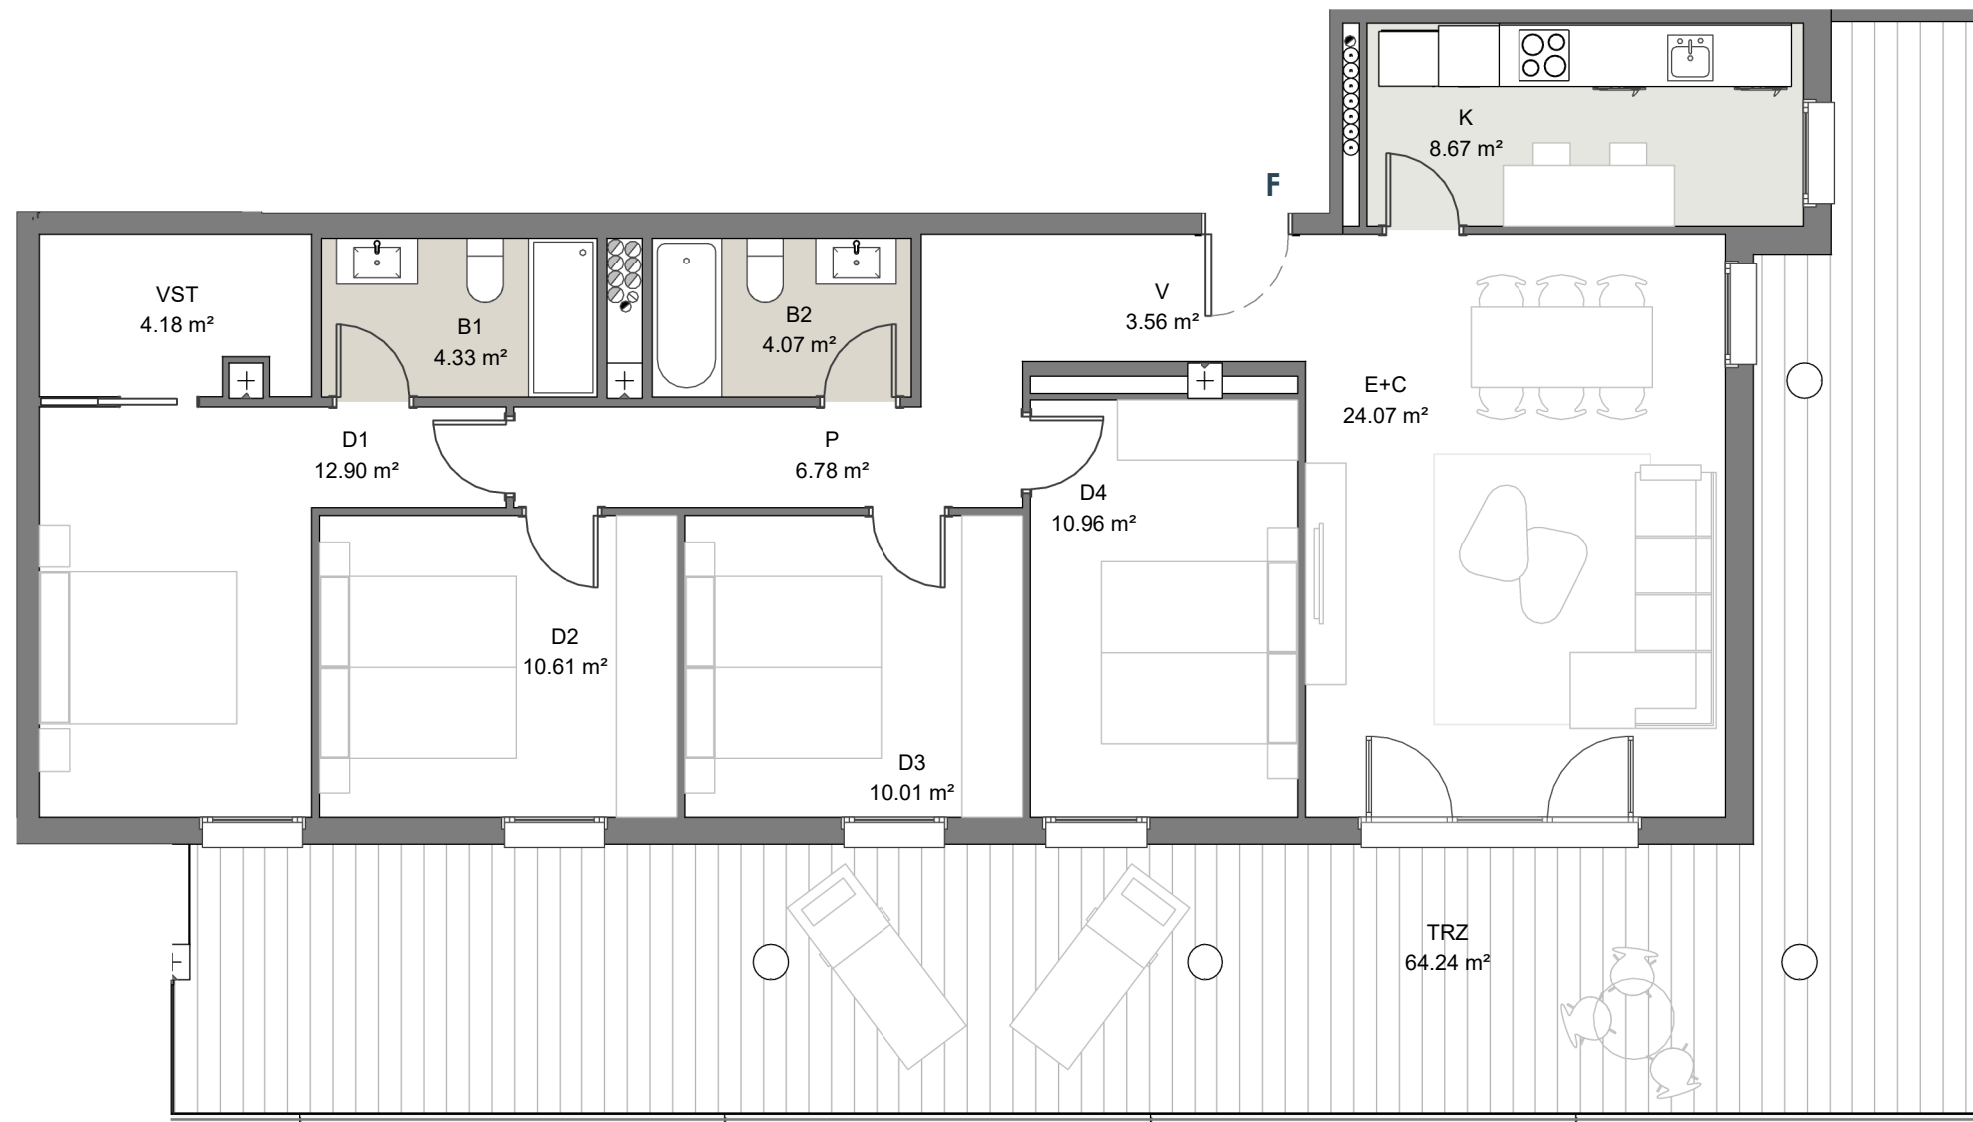 K
8.67 m²
F
VST
4.18 m²
B1
4.33 m²
B2
4.07 m²
V
3.56 m²
E+C
24.07 m²
D1
12.90 m²
P
6.78 m²
D4
10.96 m²
D2
10.61 m²
D3
10.01 m²
TRZ
64.24 m²